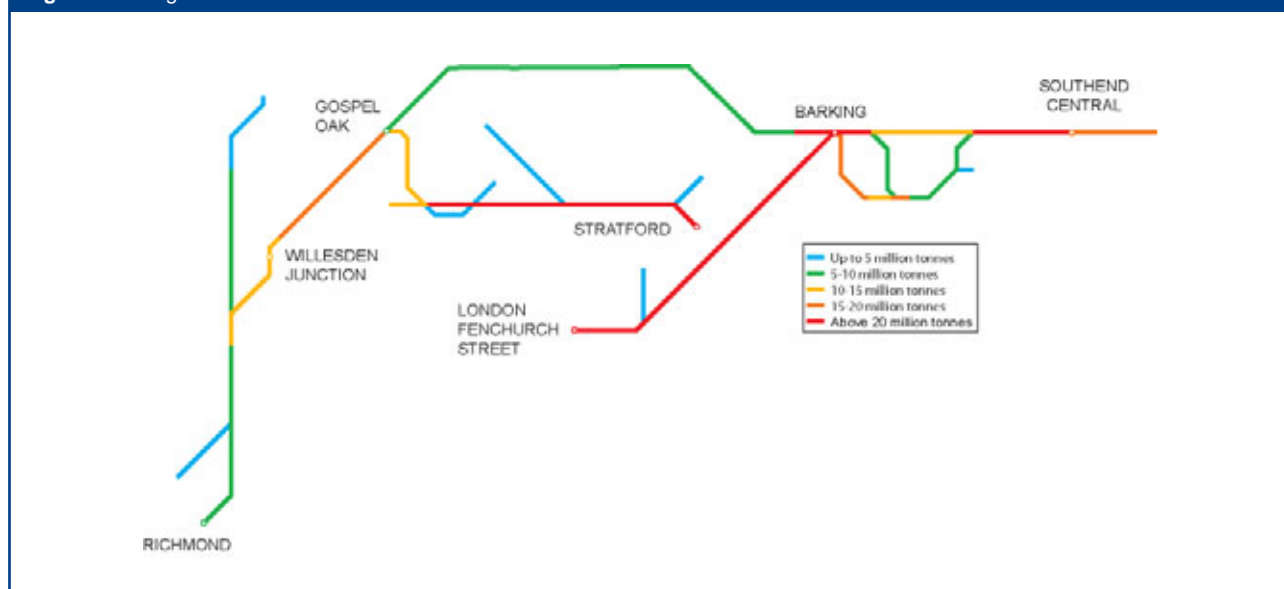 GOSPEL
OAK
BARKING
SOUTHEND
CENTRAL
STRATFORD
WILLESDEN
JUNCTION
LONDON
FENCHURCH
STREET
Up to 5 million tonnes
5-10 million tonnes
10-15 million tonnes
15-20 million tonnes
Above 20 million tonnes
RICHMOND